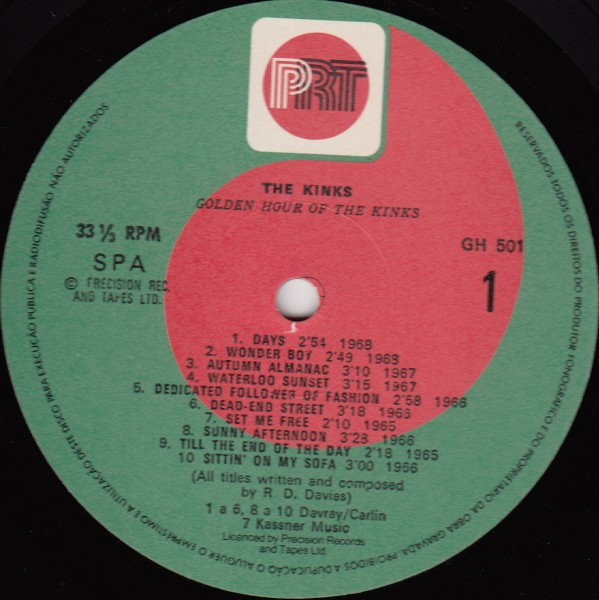 PRT
THE KINKS
GOLDEN HOUR OF THE KINKS
33 ⅓ RPM
SPA
© PRECISION REC.
AND TAPES LTD.
GH 501
1
1. DAYS 2'54 1968
2. WONDER BOY 2'49 1968
3. AUTUMN ALMANAC 3'10 1967
4. WATERLOO SUNSET 3'15 1967
5. DEDICATED FOLLOWER OF FASHION 2'58 1966
6. DEAD-END STREET 3'18 1966
7. SET ME FREE 2'10 1965
8. SUNNY AFTERNOON 3'28 1966
9. TILL THE END OF THE DAY 2'18 1965
10 SITTIN' ON MY SOFA 3'00 1966
(All titles written and composed
by R. D. Davies)
1 a 6, 8 a 10 Davray/Carlin
7 Kassner Music
Licenced by Precision Records
and Tapes Ltd.
RESERVADOS TODOS OS DIREITOS DO PRODUTOR FONOGRÁFICO E DO PROPRIETÁRIO DA OBRA GRAVADA. PROIBIDOS A DUPLICAÇÃO O ALUGUER O EMPRÉSTIMO E A UTILIZAÇÃO DESTE DISCO PARA EXECUÇÃO PUBLICA E RADIODIFUSÃO NÃO AUTORIZADOS